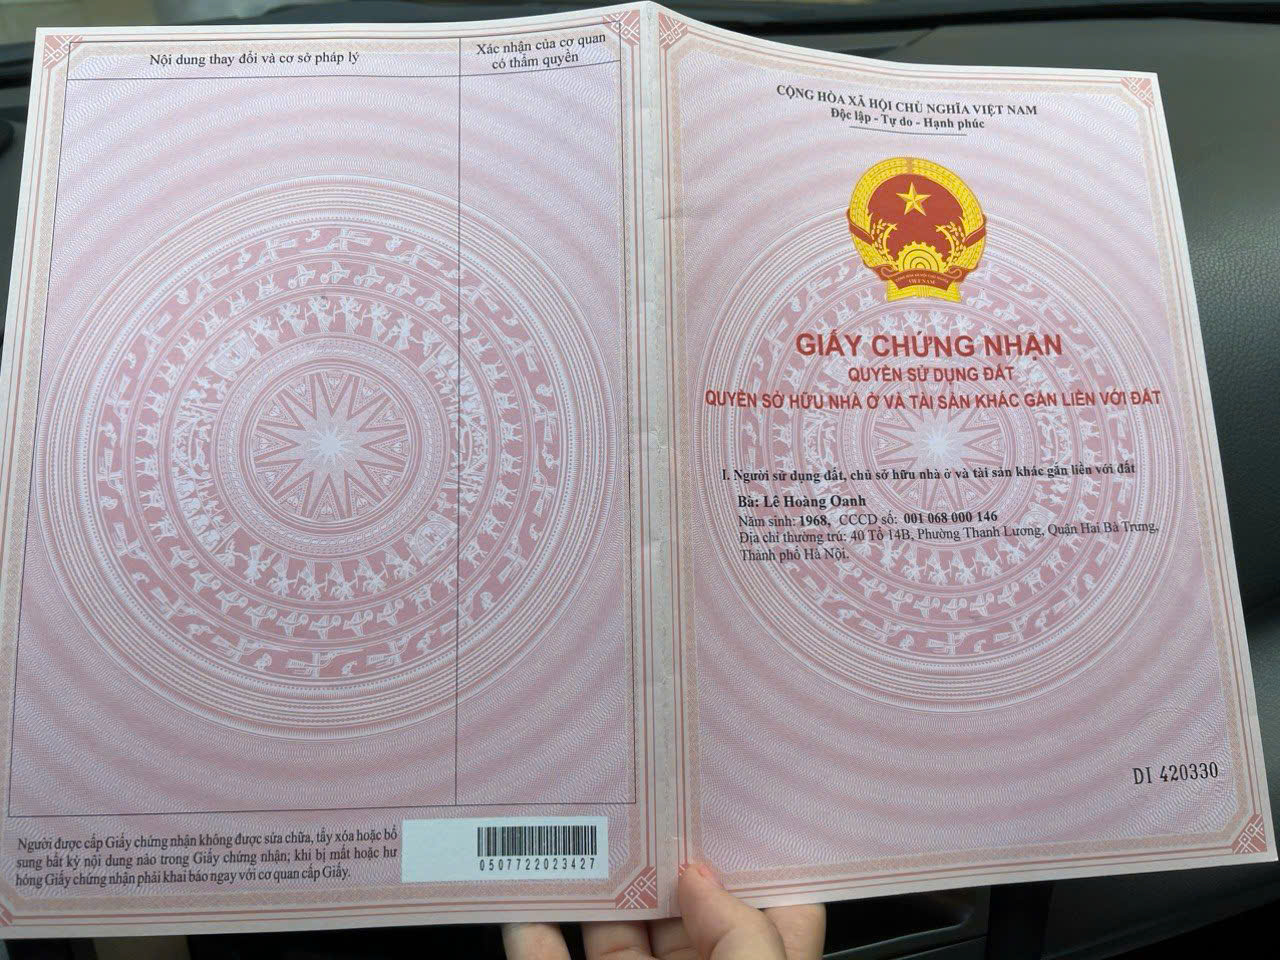 Nội dung thay đổi và cơ sở pháp lý
Xác nhận của cơ quan
có thẩm quyền
Người được cấp Giấy chứng nhận không được sửa chữa, tẩy xóa hoặc bổ
sung bất kỳ nội dung nào trong Giấy chứng nhận; khi bị mất hoặc hư
hỏng Giấy chứng nhận phải khai báo ngay với cơ quan cấp Giấy.
0507722023427
CỘNG HÒA XÃ HỘI CHỦ NGHĨA VIỆT NAM
Độc lập - Tự do - Hạnh phúc
GIẤY CHỨNG NHẬN
QUYỀN SỬ DỤNG ĐẤT
QUYỀN SỞ HỮU NHÀ Ở VÀ TÀI SẢN KHÁC GẮN LIỀN VỚI ĐẤT
I. Người sử dụng đất, chủ sở hữu nhà ở và tài sản khác gắn liền với đất
Bà: Lê Hoàng Oanh
Năm sinh: 1968, CCCD số: 001 068 000 146
Địa chỉ thường trú: 40 Tổ 14B, Phường Thanh Lương, Quận Hai Bà Trưng,
Thành phố Hà Nội.
DI 420330